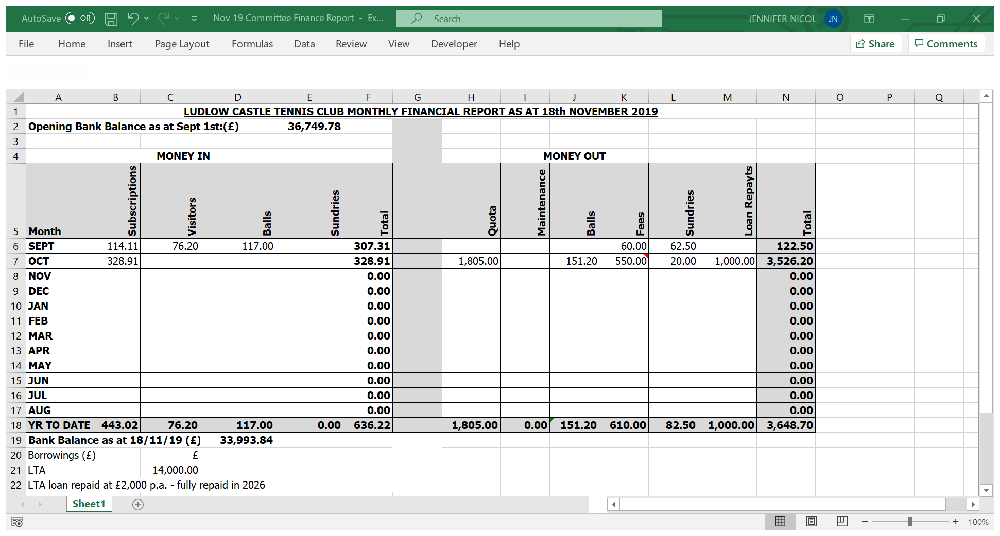 AutoSave Off Nov 19 Committee Finance Report - Ex... Search JENNIFER NICOL JN
File Home Insert Page Layout Formulas Data Review View Developer Help Share Comments
A B C D E F G H I J K L M N O P Q
1 LUDLOW CASTLE TENNIS CLUB MONTHLY FINANCIAL REPORT AS AT 18th NOVEMBER 2019
2 Opening Bank Balance as at Sept 1st:(£) 36,749.78
3
4 MONEY IN MONEY OUT
5 Month Subscriptions Visitors Balls Sundries Total Quota Maintenance Balls Fees Sundries Loan Repayts Total
6 SEPT 114.11 76.20 117.00 307.31 60.00 62.50 122.50
7 OCT 328.91 328.91 1,805.00 151.20 550.00 20.00 1,000.00 3,526.20
8 NOV 0.00 0.00
9 DEC 0.00 0.00
10 JAN 0.00 0.00
11 FEB 0.00 0.00
12 MAR 0.00 0.00
13 APR 0.00 0.00
14 MAY 0.00 0.00
15 JUN 0.00 0.00
16 JUL 0.00 0.00
17 AUG 0.00 0.00
18 YR TO DATE 443.02 76.20 117.00 0.00 636.22 1,805.00 0.00 151.20 610.00 82.50 1,000.00 3,648.70
19 Bank Balance as at 18/11/19 (£) 33,993.84
20 Borrowings (£) £
21 LTA 14,000.00
22 LTA loan repaid at £2,000 p.a. - fully repaid in 2026
Sheet1
100%